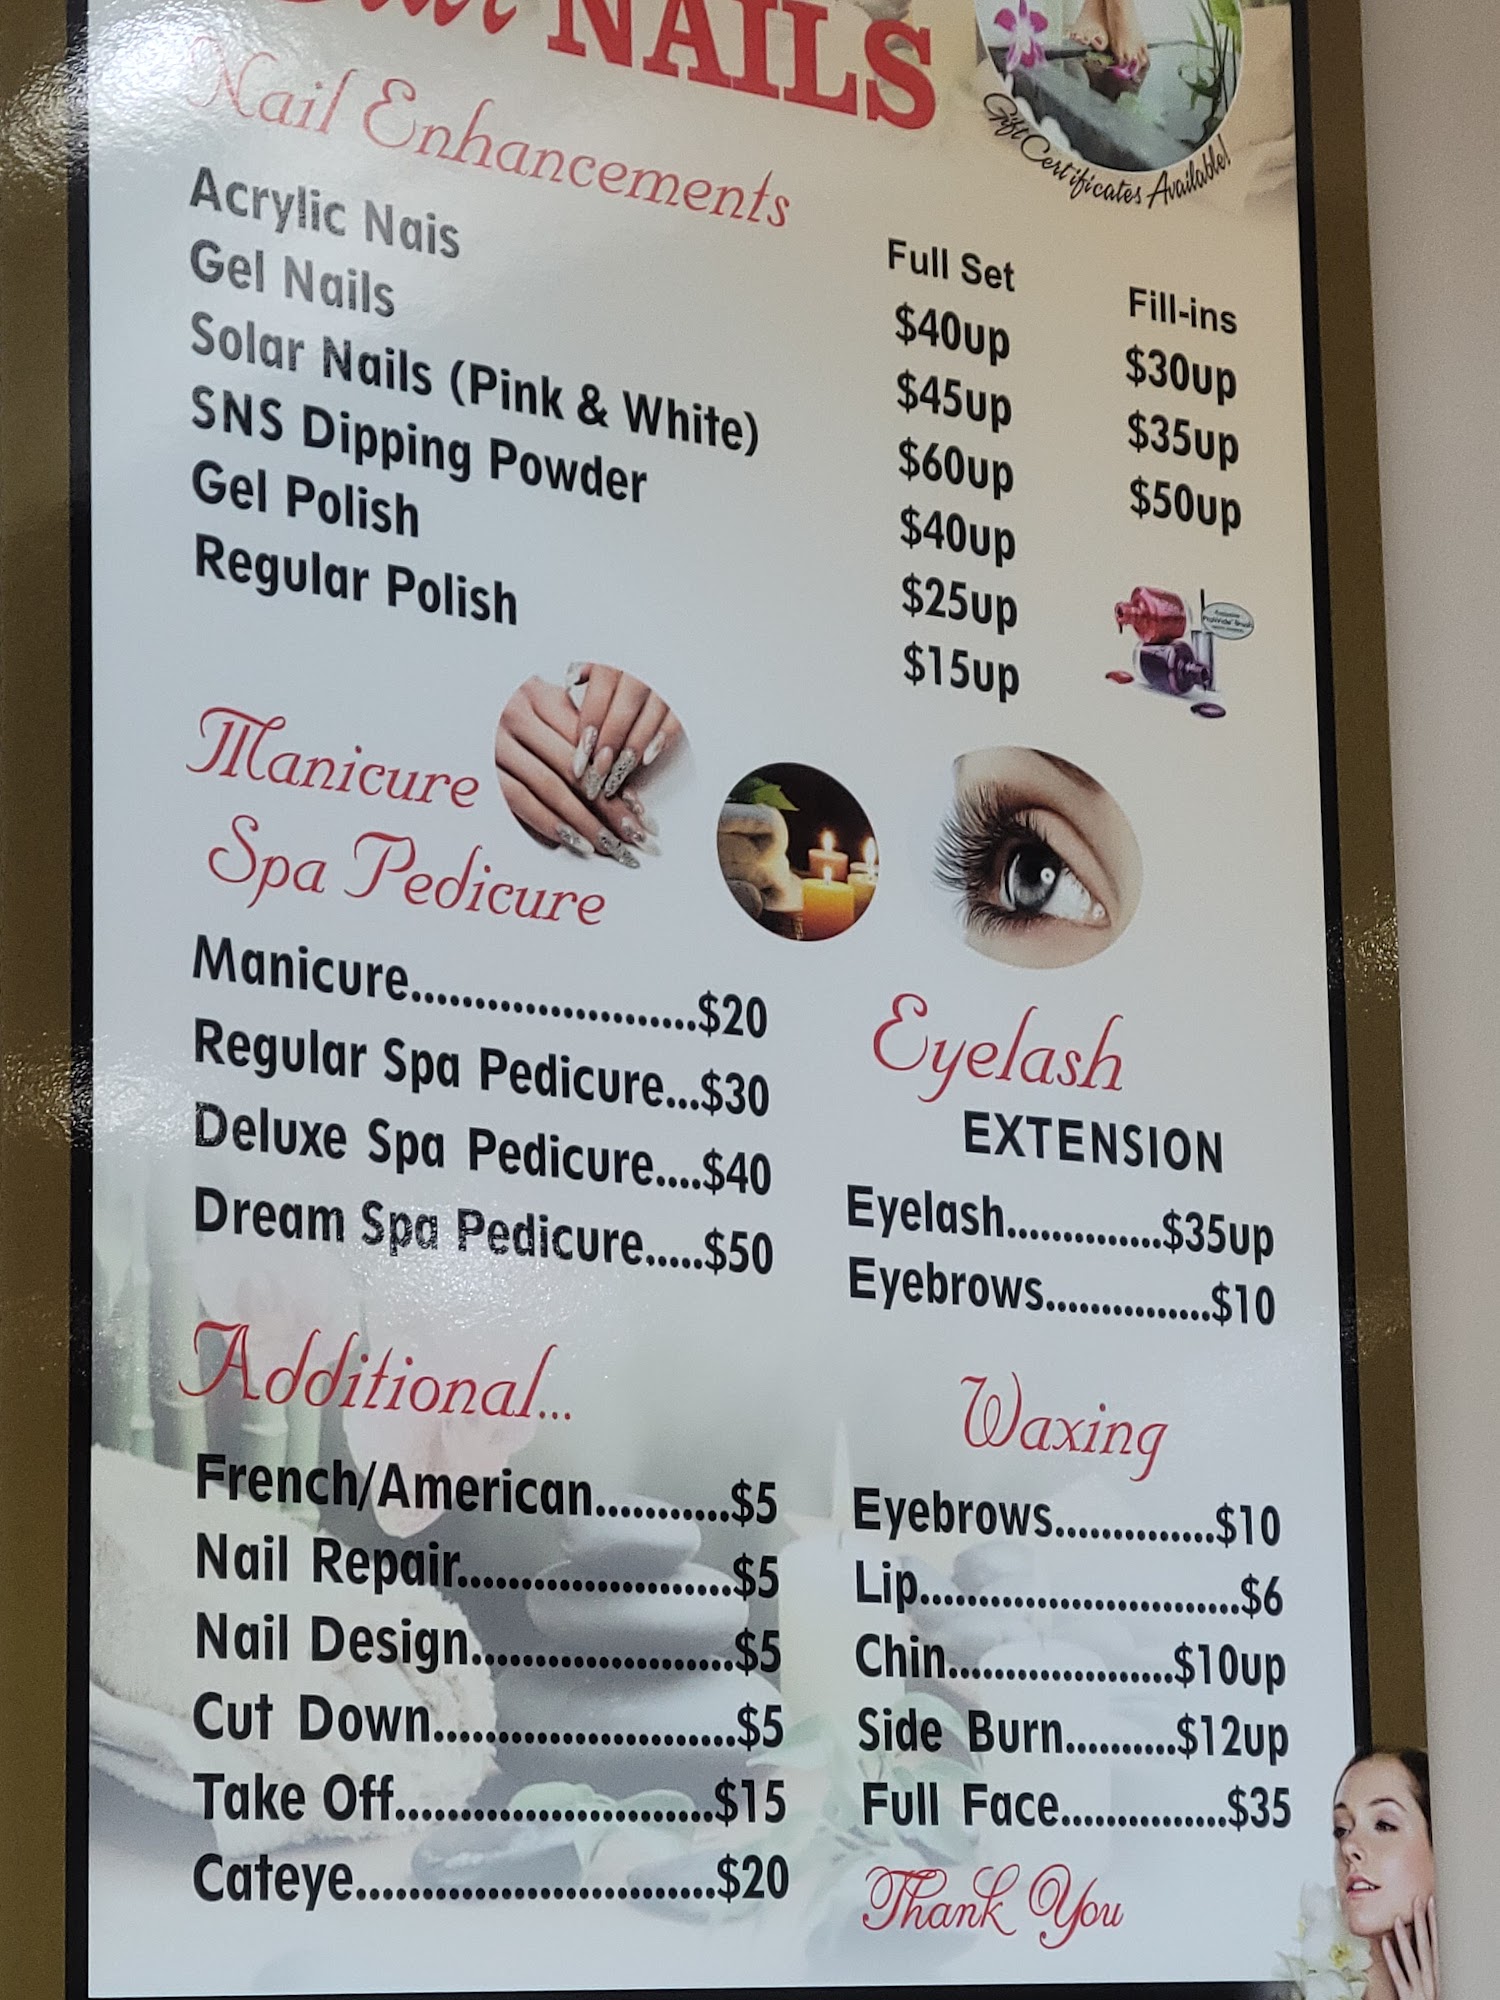 NAILS
Gift Certificates Available!
Nail Enhancements
Full Set Fill-ins
Acrylic Nais $40up $30up
Gel Nails $45up $35up
Solar Nails (Pink & White) $60up $50up
SNS Dipping Powder $40up
Gel Polish $25up
Regular Polish $15up
Manicure
Spa Pedicure
Manicure......................$20
Regular Spa Pedicure...$30
Deluxe Spa Pedicure....$40
Dream Spa Pedicure.....$50
Eyelash
EXTENSION
Eyelash..............$35up
Eyebrows...............$10
Additional...
French/American...........$5
Nail Repair......................$5
Nail Design.....................$5
Cut Down........................$5
Take Off.........................$15
Cateye............................$20
Waxing
Eyebrows..............$10
Lip............................$6
Chin....................$10up
Side Burn..........$12up
Full Face...............$35
Thank You